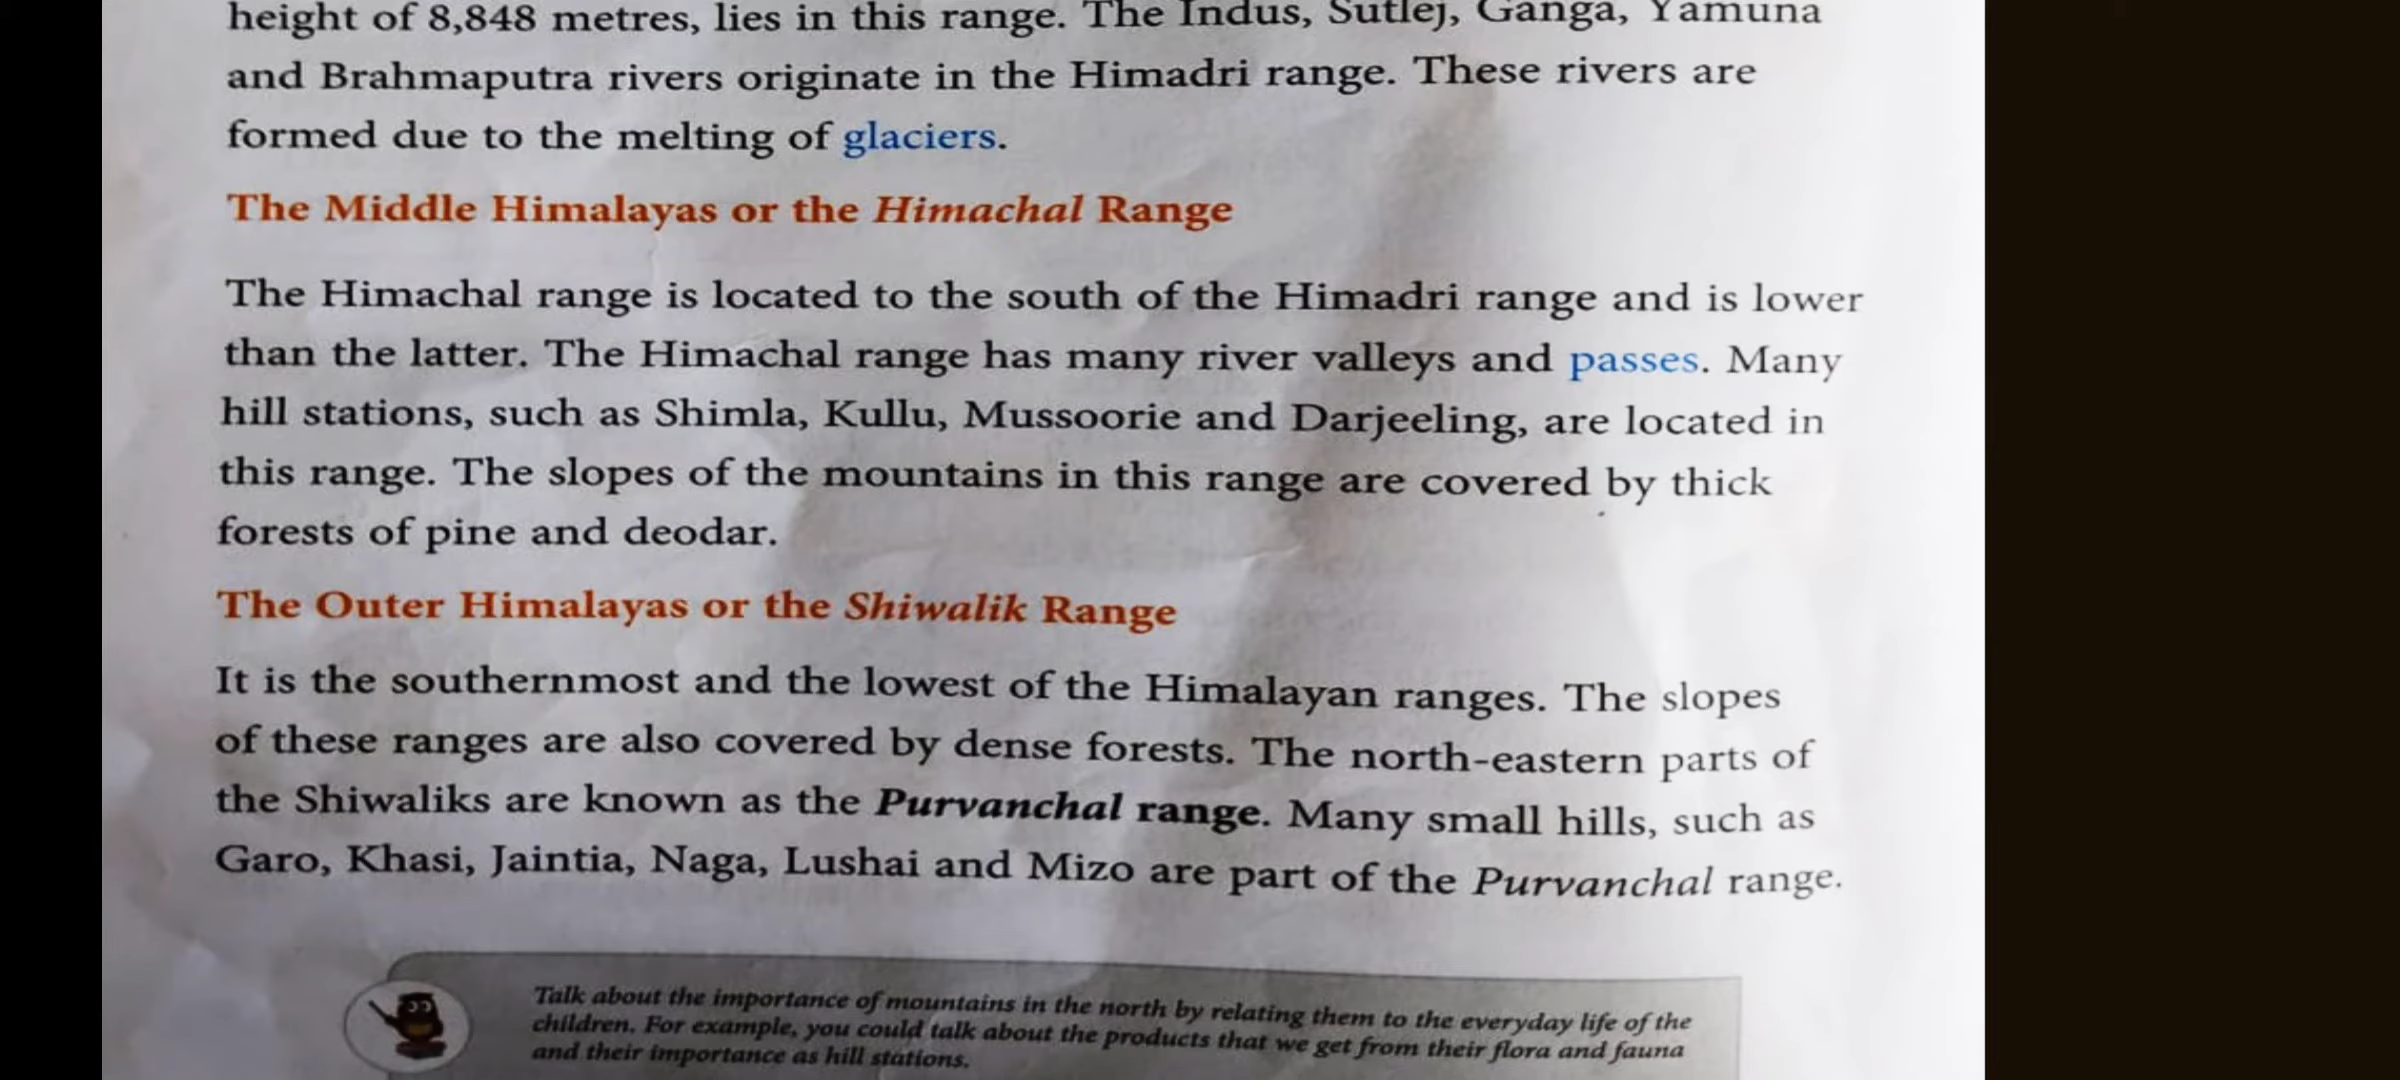 height of 8,848 metres, lies in this range. The Indus, Sutlej, Ganga, Yamuna
and Brahmaputra rivers originate in the Himadri range. These rivers are
formed due to the melting of glaciers.
The Middle Himalayas or the Himachal Range
The Himachal range is located to the south of the Himadri range and is lower
than the latter. The Himachal range has many river valleys and passes. Many
hill stations, such as Shimla, Kullu, Mussoorie and Darjeeling, are located in
this range. The slopes of the mountains in this range are covered by thick
forests of pine and deodar.
The Outer Himalayas or the Shiwalik Range
It is the southernmost and the lowest of the Himalayan ranges. The slopes
of these ranges are also covered by dense forests. The north-eastern parts of
the Shiwaliks are known as the Purvanchal range. Many small hills, such as
Garo, Khasi, Jaintia, Naga, Lushai and Mizo are part of the Purvanchal range.
Talk about the importance of mountains in the north by relating them to the everyday life of the
children. For example, you could talk about the products that we get from their flora and fauna
and their importance as hill stations.